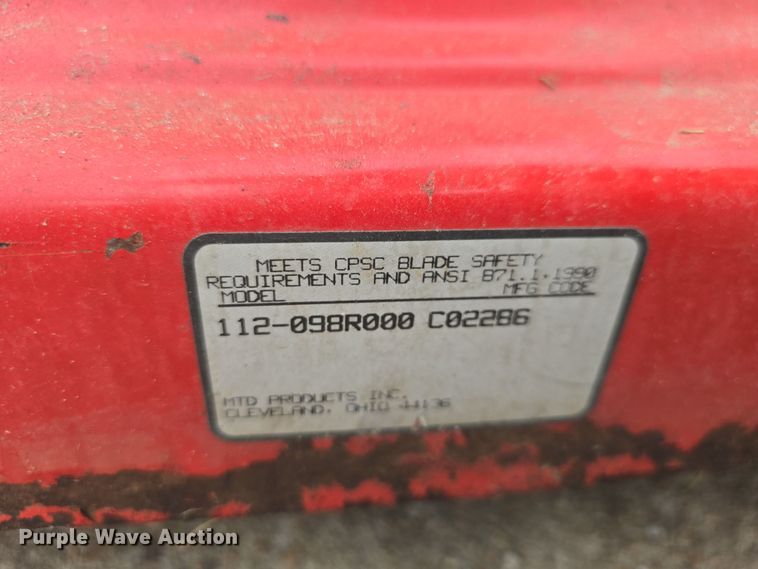 MEETS CPSC BLADE SAFETY
REQUIREMENTS AND ANSI B71.1-1990
MODEL MFG CODE
112-098R000 C02286
MTD PRODUCTS INC.
CLEVELAND, OHIO 44136
Purple Wave Auction